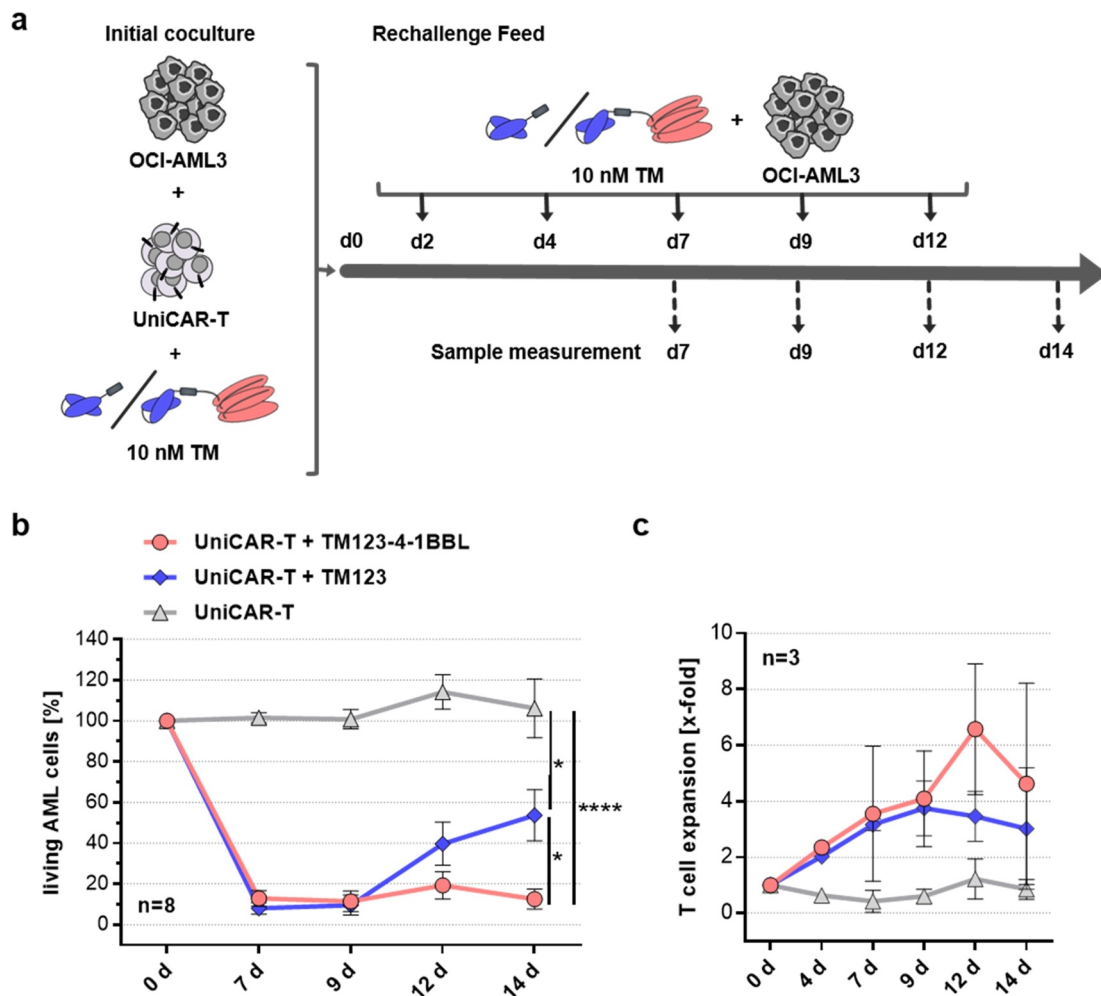 a
Initial coculture
Rechallenge Feed
OCI-AML3
+
UniCAR-T
+
10 nM TM
+
10 nM TM
OCI-AML3
d0
d2
d4
d7
d9
d12
Sample measurement
d7
d9
d12
d14
b
UniCAR-T + TM123-4-1BBL
UniCAR-T + TM123
UniCAR-T
living AML cells [%]
140
120
100
80
60
40
20
0
n=8
*
****
*
0 d
7 d
9 d
12 d
14 d
c
T cell expansion [x-fold]
10
8
6
4
2
0
n=3
0 d
4 d
7 d
9 d
12 d
14 d